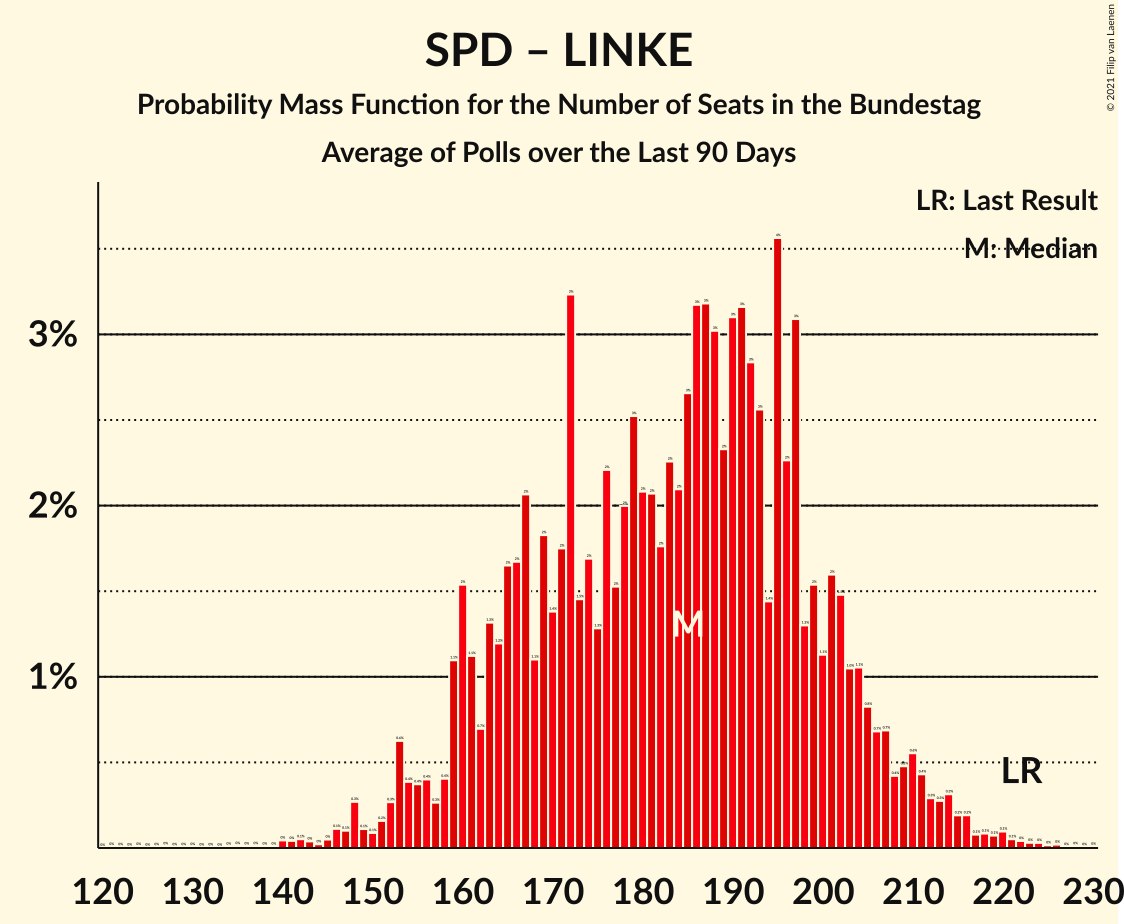 SPD – LINKE
Probability Mass Function for the Number of Seats in the Bundestag
Average of Polls over the Last 90 Days
© 2021 Filip van Laenen
LR: Last Result
M: Median
3%
2%
1%
M
LR
120 130 140 150 160 170 180 190 200 210 220 230